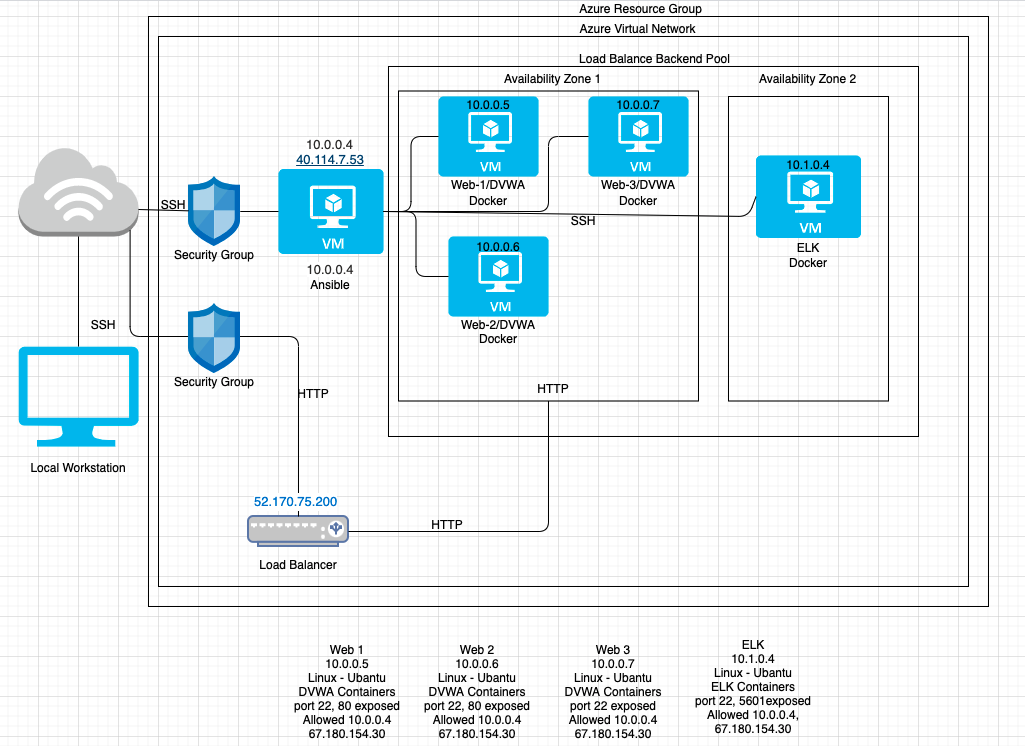 Azure Resource Group
Azure Virtual Network
Load Balance Backend Pool
Availability Zone 1
Availability Zone 2
10.0.0.5
VM
Web-1/DVWA
Docker
10.0.0.7
VM
Web-3/DVWA
Docker
10.0.0.4
40.114.7.53
VM
10.0.0.4
Ansible
10.1.0.4
VM
ELK
Docker
SSH
Security Group
SSH
10.0.0.6
VM
Web-2/DVWA
Docker
SSH
Security Group
HTTP
HTTP
Local Workstation
52.170.75.200
HTTP
Load Balancer
Web 1
10.0.0.5
Linux - Ubuntu
DVWA Containers
port 22, 80 exposed
Allowed 10.0.0.4
67.180.154.30
Web 2
10.0.0.6
Linux - Ubuntu
DVWA Containers
port 22, 80 exposed
Allowed 10.0.0.4
67.180.154.30
Web 3
10.0.0.7
Linux - Ubuntu
DVWA Containers
port 22 exposed
Allowed 10.0.0.4
67.180.154.30
ELK
10.1.0.4
Linux - Ubuntu
ELK Containers
port 22, 5601exposed
Allowed 10.0.0.4,
67.180.154.30